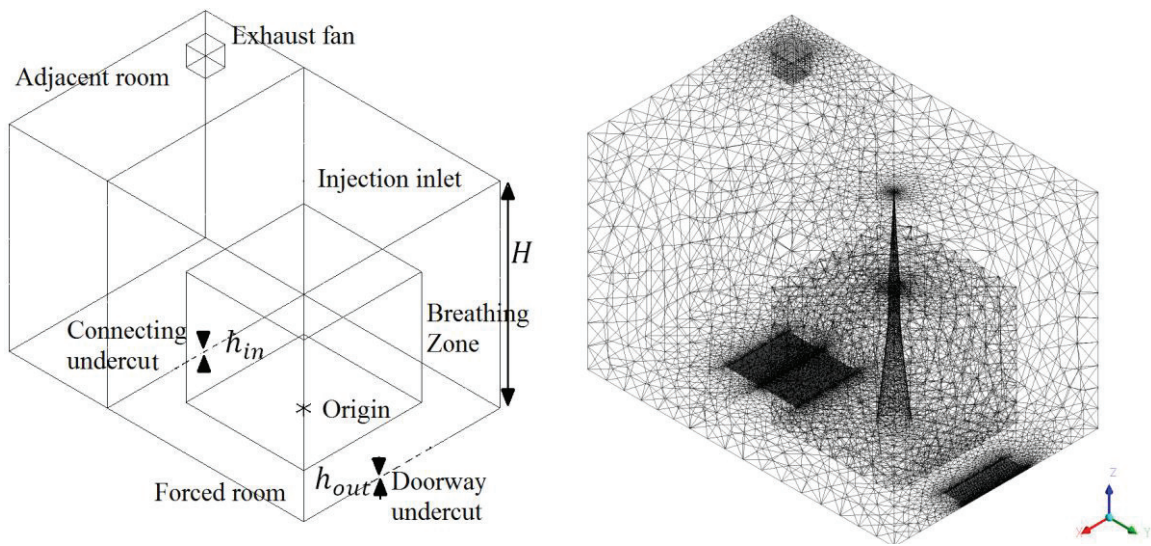 Exhaust fan
Adjacent room
Injection inlet
H
Connecting
undercut
h_in
Breathing
Zone
Origin
Forced room
h_out
Doorway
undercut
Z
X
Y